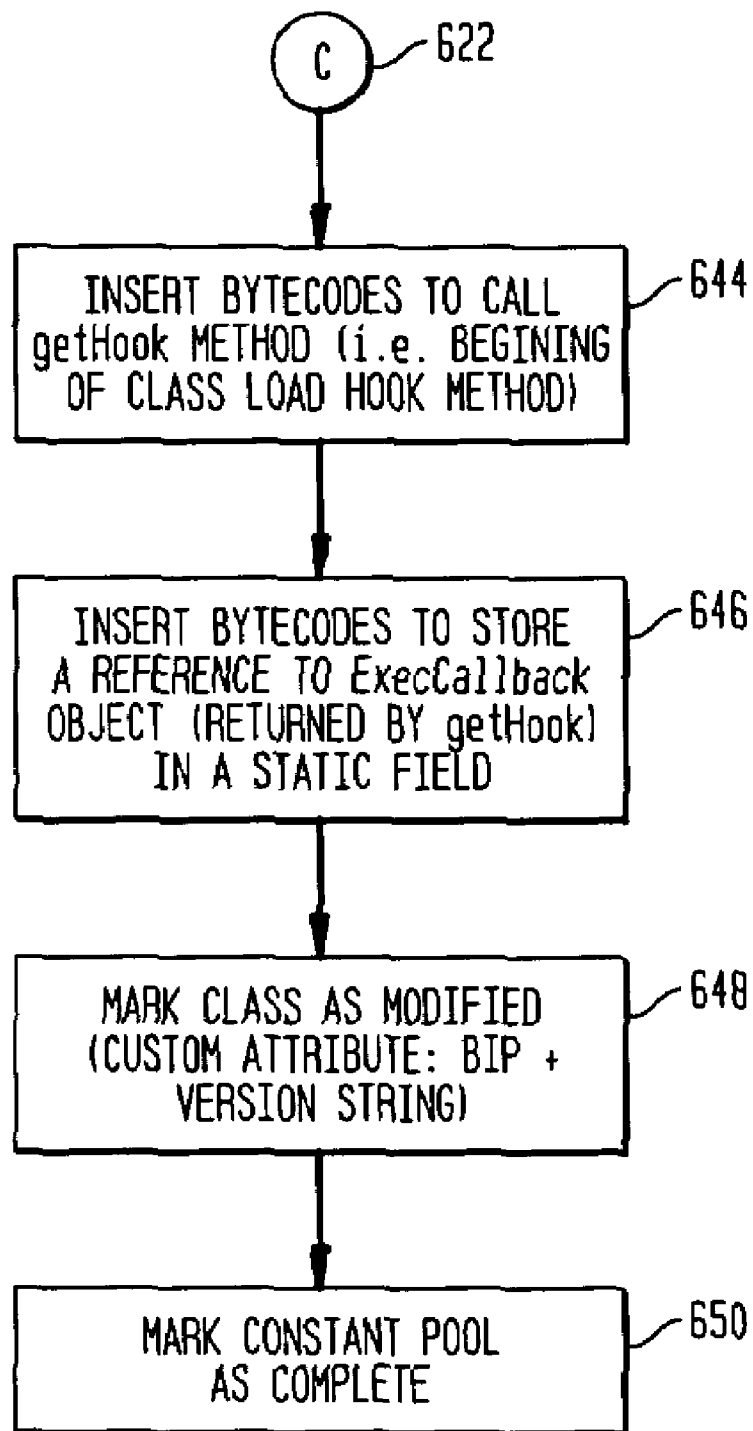 C
622
INSERT BYTECODES TO CALL
getHook METHOD (i.e. BEGINING
OF CLASS LOAD HOOK METHOD)
644
INSERT BYTECODES TO STORE
A REFERENCE TO ExecCallback
OBJECT (RETURNED BY getHook)
IN A STATIC FIELD
646
MARK CLASS AS MODIFIED
(CUSTOM ATTRIBUTE: BIP +
VERSION STRING)
648
MARK CONSTANT POOL
AS COMPLETE
650